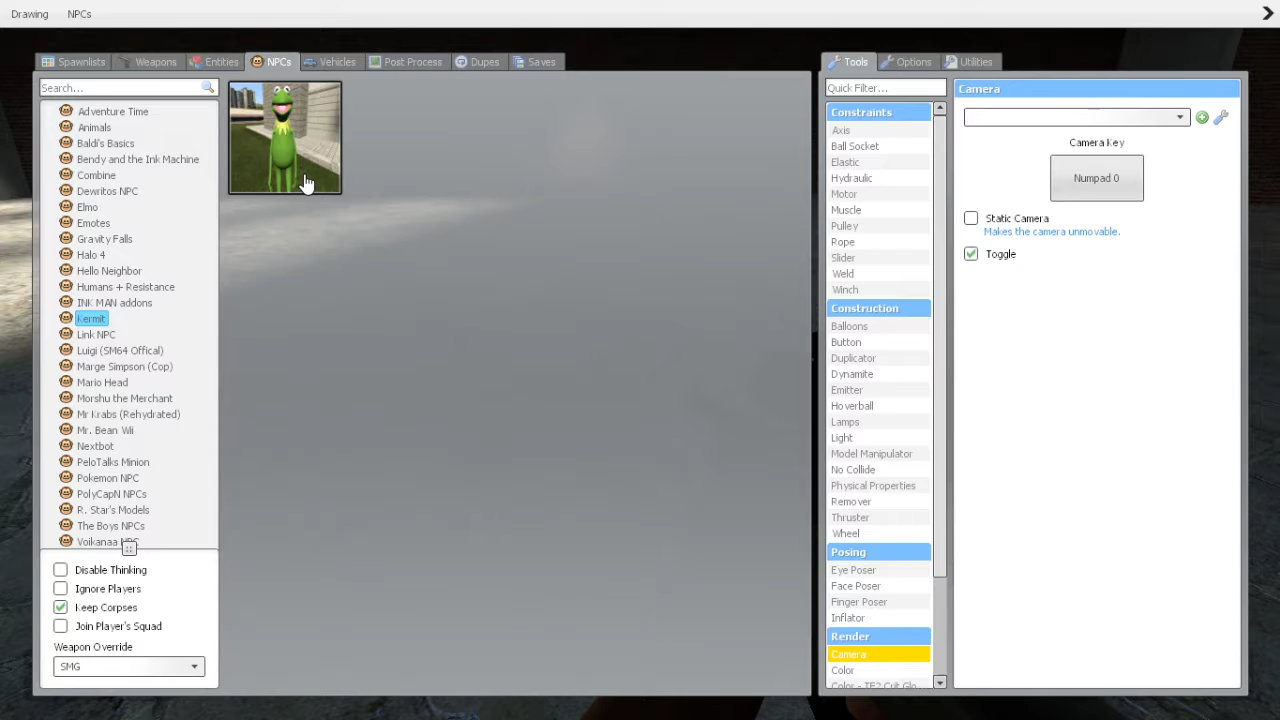 Drawing NPCs
Spawnlists Weapons Entities NPCs Vehicles Post Process Dupes Saves
Search...
Adventure Time
Animals
Baldi's Basics
Bendy and the Ink Machine
Combine
Dewritos NPC
Elmo
Emotes
Gravity Falls
Halo 4
Hello Neighbor
Humans + Resistance
INK MAN addons
Kermit
Link NPC
Luigi (SM64 Offical)
Marge Simpson (Cop)
Mario Head
Morshu the Merchant
Mr Krabs (Rehydrated)
Mr. Bean Wii
Nextbot
PeloTalks Minion
Pokemon NPC
PolyCapN NPCs
R. Star's Models
The Boys NPCs
Voikanaa
Disable Thinking
Ignore Players
Keep Corpses
Join Player's Squad
Weapon Override
SMG
Tools Options Utilities
Quick Filter...
Constraints
Axis
Ball Socket
Elastic
Hydraulic
Motor
Muscle
Pulley
Rope
Slider
Weld
Winch
Construction
Balloons
Button
Duplicator
Dynamite
Emitter
Hoverball
Lamps
Light
Model Manipulator
No Collide
Physical Properties
Remover
Thruster
Wheel
Posing
Eye Poser
Face Poser
Finger Poser
Inflator
Render
Camera
Color
Color - TF2 Crit Glo...
Camera
Camera Key
Numpad 0
Static Camera
Makes the camera unmovable.
Toggle